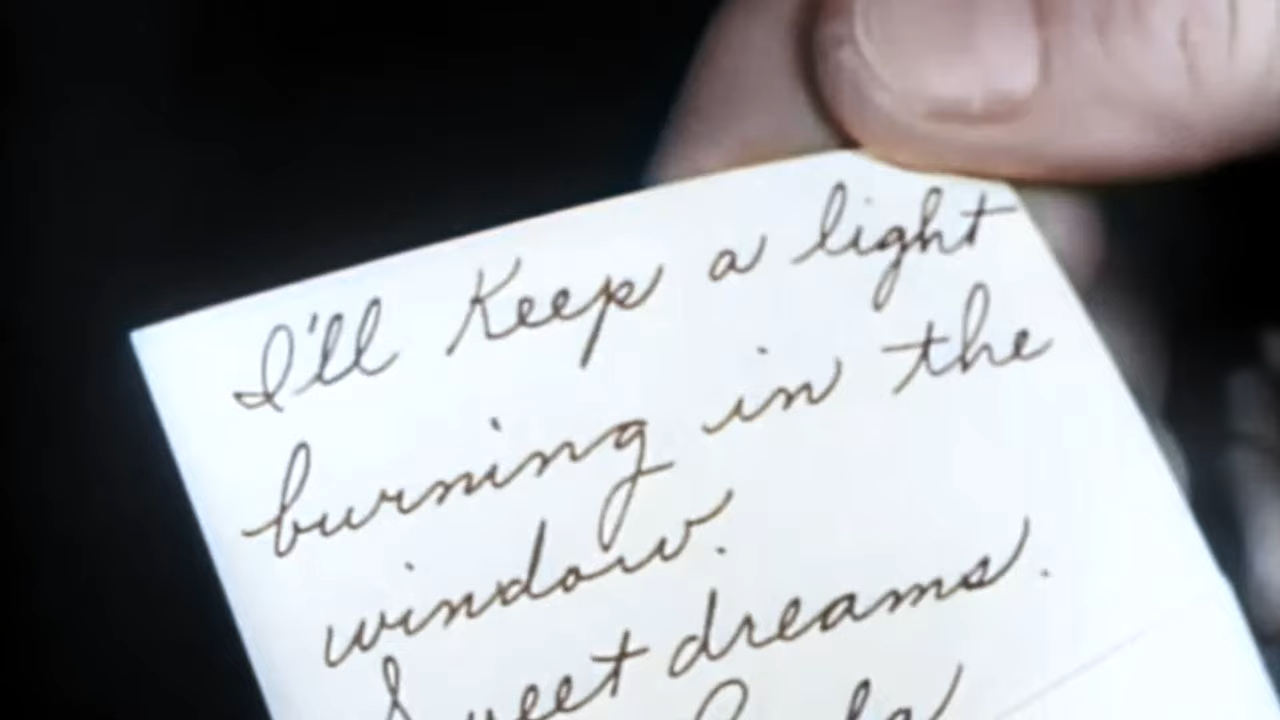 I'll Keep a light
burning in the
window.
Sweet dreams.